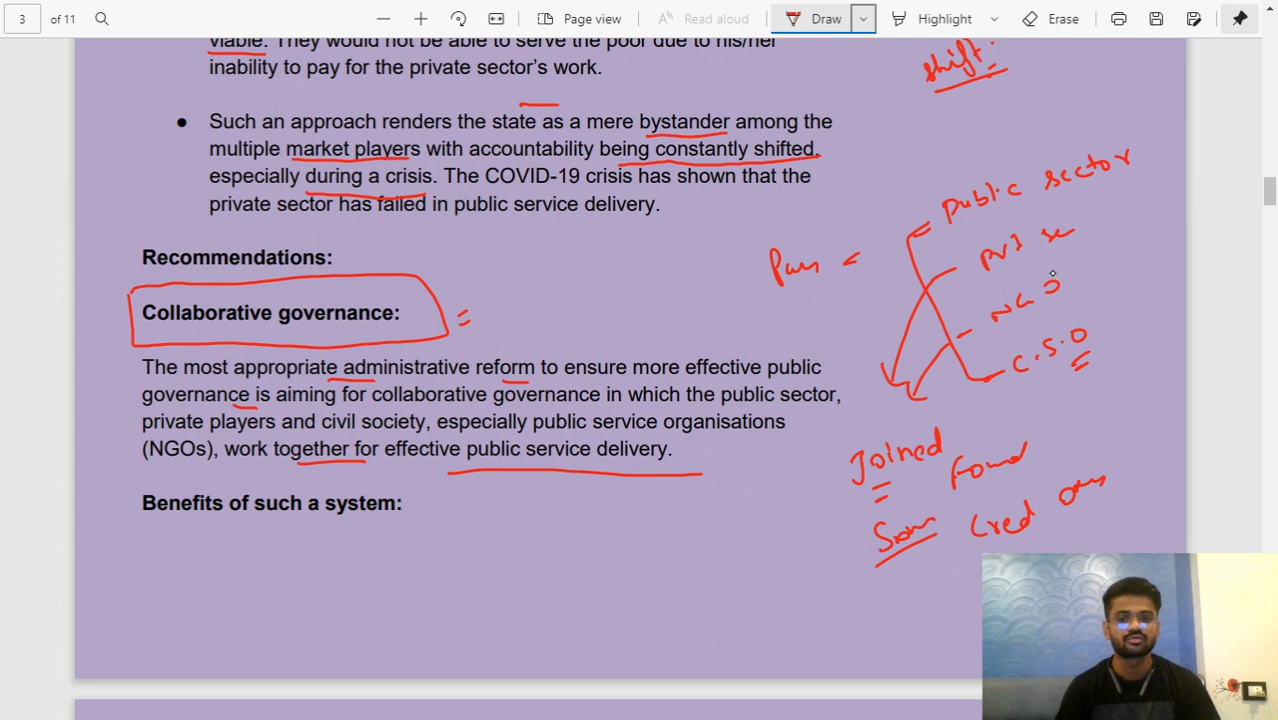 3 of 11 Page view Read aloud Draw Highlight Erase
viable. They would not be able to serve the poor due to his/her
inability to pay for the private sector's work.
shift.
● Such an approach renders the state as a mere bystander among the
multiple market players with accountability being constantly shifted,
especially during a crisis. The COVID-19 crisis has shown that the
private sector has failed in public service delivery.
public sector
NGO
C.S.O
Recommendations:
Collaborative governance:
The most appropriate administrative reform to ensure more effective public
governance is aiming for collaborative governance in which the public sector,
private players and civil society, especially public service organisations
(NGOs), work together for effective public service delivery.
Joined
Benefits of such a system: